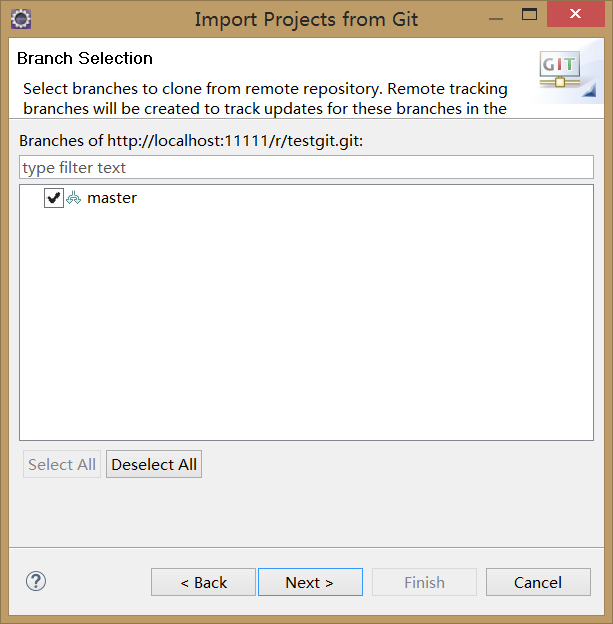 Import Projects from Git
Branch Selection
Select branches to clone from remote repository. Remote tracking
branches will be created to track updates for these branches in the
GIT
Branches of http://localhost:11111/r/testgit.git:
type filter text
master
Select All
Deselect All
?
< Back
Next >
Finish
Cancel